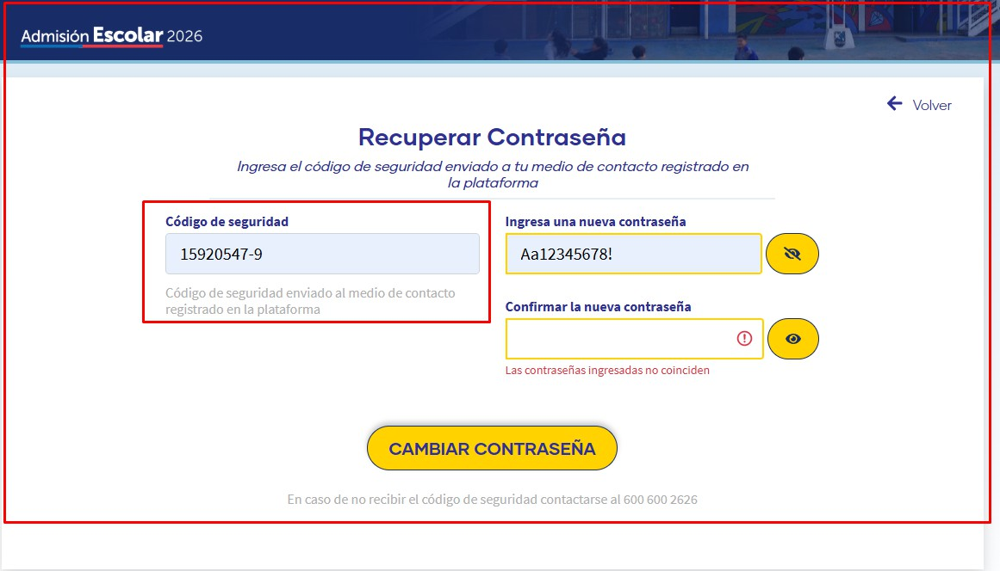 Admisión Escolar 2026
Volver
Recuperar Contraseña
Ingresa el código de seguridad enviado a tu medio de contacto registrado en
la plataforma
Código de seguridad
15920547-9
Código de seguridad enviado al medio de contacto
registrado en la plataforma
Ingresa una nueva contraseña
Aa12345678!
Confirmar la nueva contraseña
Las contraseñas ingresadas no coinciden
CAMBIAR CONTRASEÑA
En caso de no recibir el código de seguridad contactarse al 600 600 2626